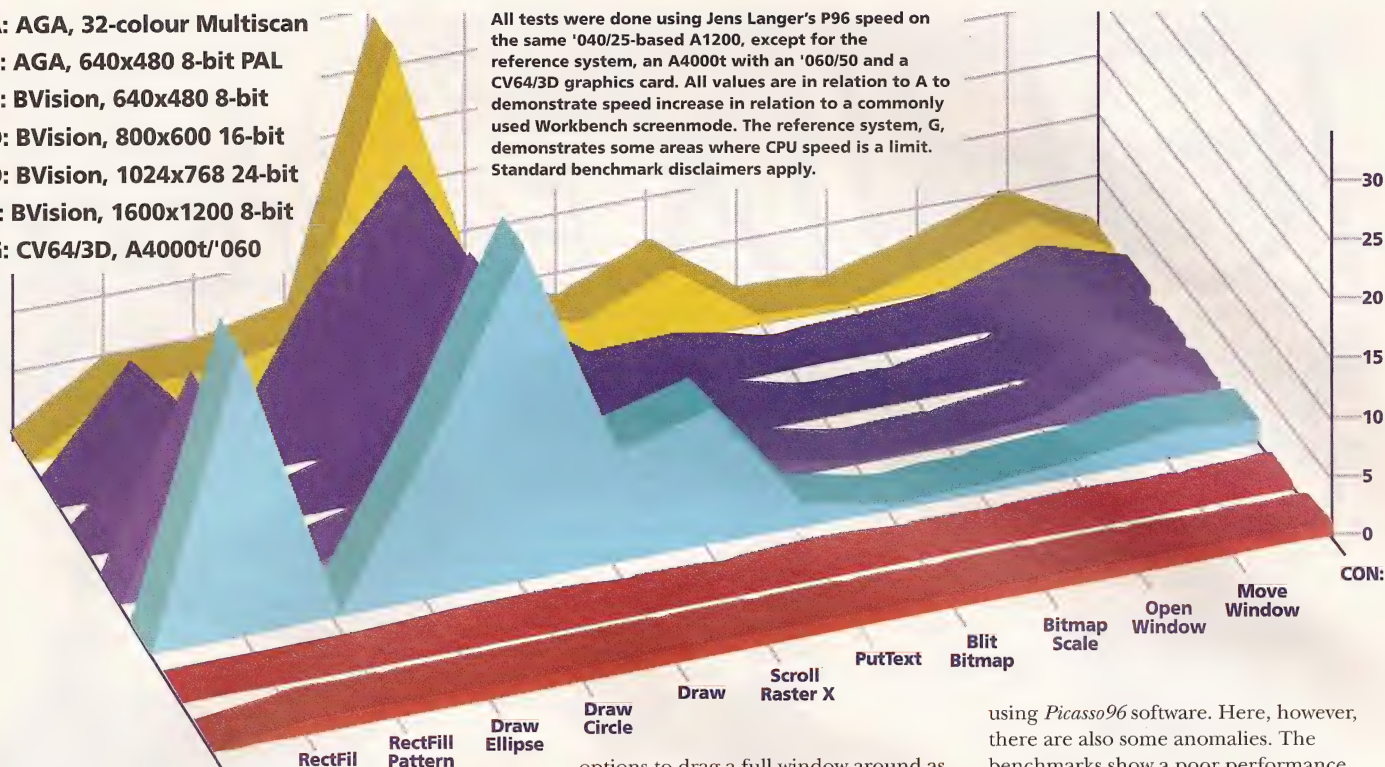 : AGA, 32-colour Multiscan
: AGA, 640x480 8-bit PAL
: BVision, 640x480 8-bit
: BVision, 800x600 16-bit
: BVision, 1024x768 24-bit
: BVision, 1600x1200 8-bit
: CV64/3D, A4000t/'060
All tests were done using Jens Langer's P96 speed on
the same '040/25-based A1200, except for the
reference system, an A4000t with an '060/50 and a
CV64/3D graphics card. All values are in relation to A to
demonstrate speed increase in relation to a commonly
used Workbench screenmode. The reference system, G,
demonstrates some areas where CPU speed is a limit.
Standard benchmark disclaimers apply.
30
25
20
15
10
5
0
CON:
Move
Window
Open
Window
Bitmap
Scale
Blit
Bitmap
PutText
Scroll
Raster X
Draw
Draw
Circle
Draw
Ellipse
RectFill
Pattern
RectFil
options to drag a full window around as
using Picasso96 software. Here, however,
there are also some anomalies. The
benchmarks show a poor performance